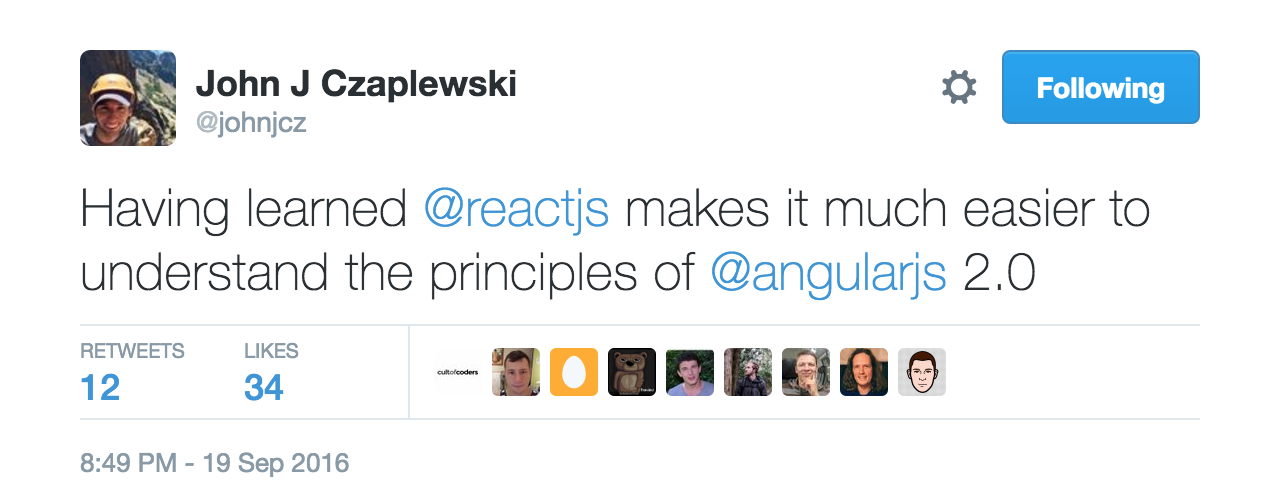 John J Czaplewski
@johnjcz
Following
Having learned @reactjs makes it much easier to
understand the principles of @angularjs 2.0
RETWEETS LIKES
12 34
cultofcoders
8:49 PM - 19 Sep 2016